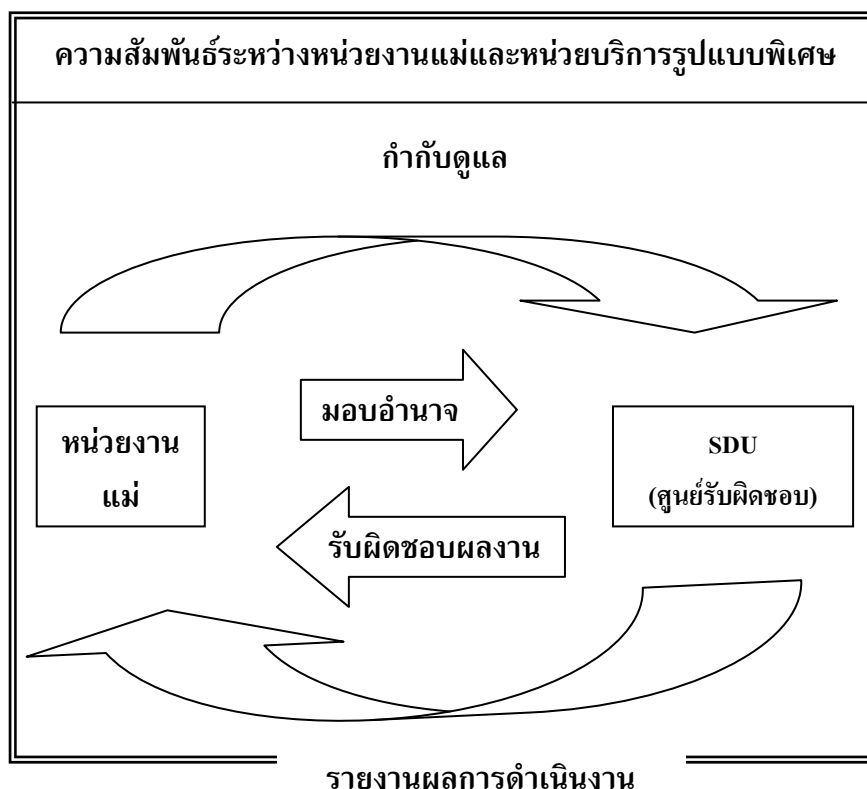 ความสัมพันธ์ระหว่างหน่วยงานแม่และหน่วยบริการรูปแบบพิเศษ
กำกับดูแล
มอบอำนาจ
หน่วยงาน
แม่
SDU
(ศูนย์รับผิดชอบ)
รับผิดชอบผลงาน
รายงานผลการดำเนินงาน